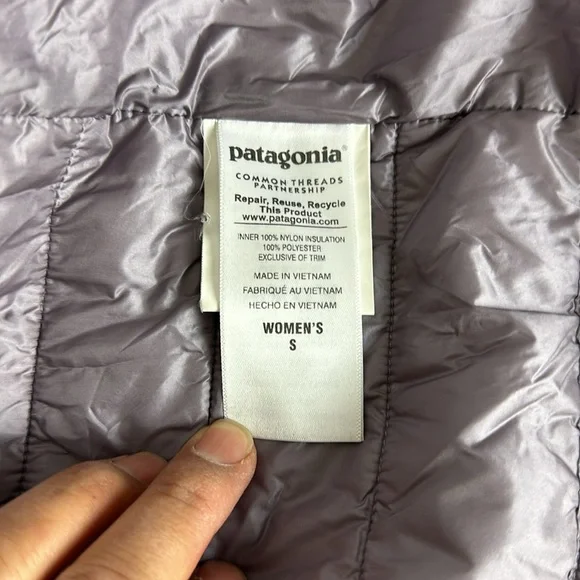 patagonia®
COMMON THREADS
PARTNERSHIP
Repair, Reuse, Recycle
This Product
www.patagonia.com
INNER 100% NYLON INSULATION
100% POLYESTER
EXCLUSIVE OF TRIM
MADE IN VIETNAM
FABRIQUÉ AU VIETNAM
HECHO EN VIETNAM
WOMEN'S
S